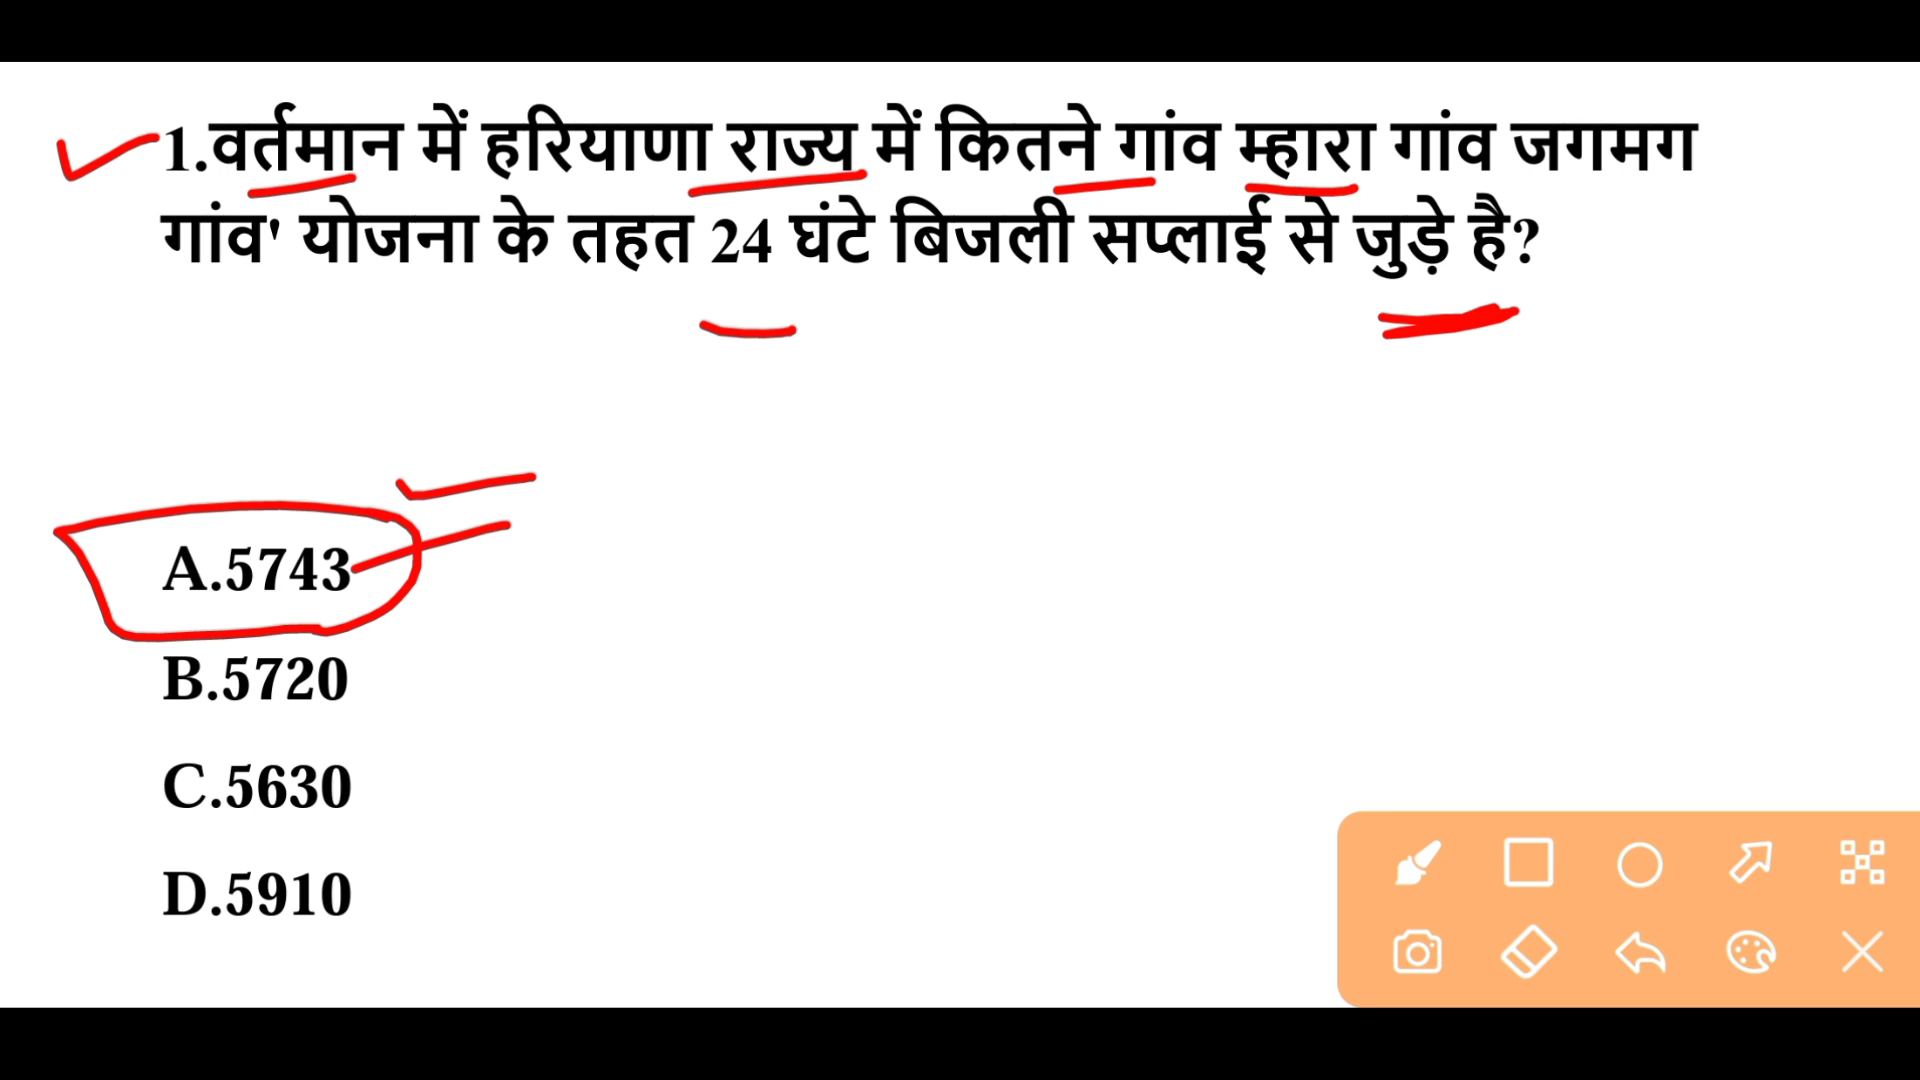 1.वर्तमान में हरियाणा राज्य में कितने गांव म्हारा गांव जगमग
गांव' योजना के तहत 24 घंटे बिजली सप्लाई से जुड़े है?
A.5743
B.5720
C.5630
D.5910